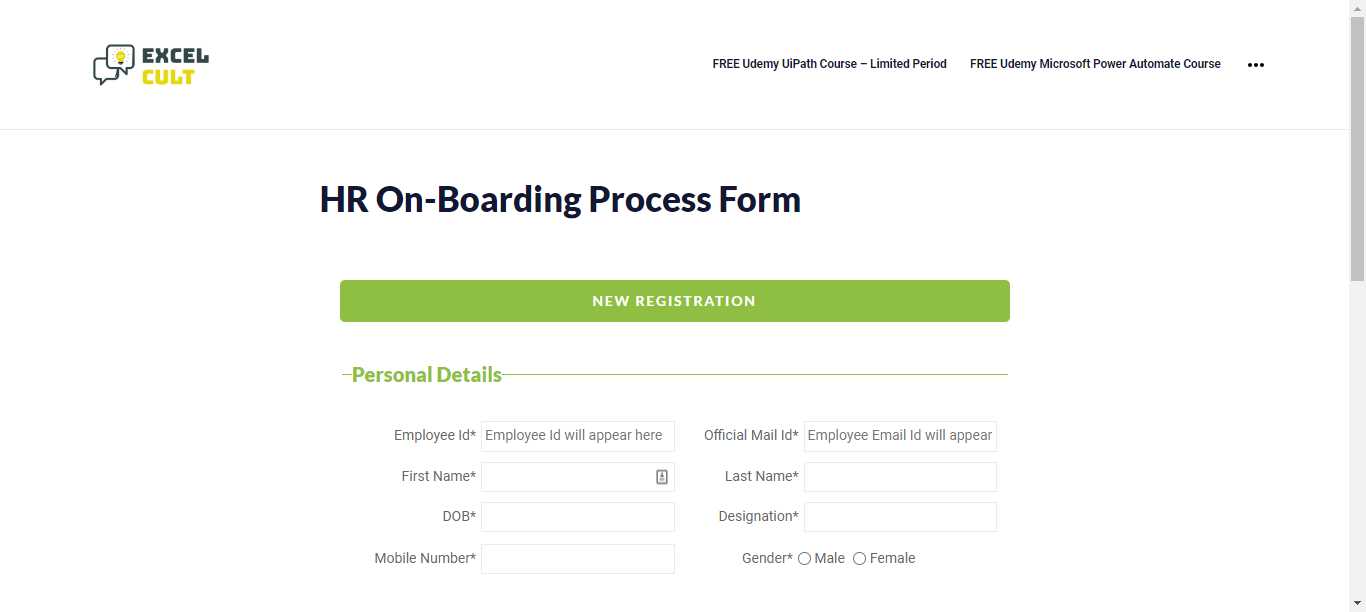 EXCEL
CULT
FREE Udemy UiPath Course – Limited Period FREE Udemy Microsoft Power Automate Course •••
HR On-Boarding Process Form
NEW REGISTRATION
Personal Details
Employee Id* Employee Id will appear here Official Mail Id* Employee Email Id will appear
First Name* Last Name*
DOB* Designation*
Mobile Number* Gender* Male Female